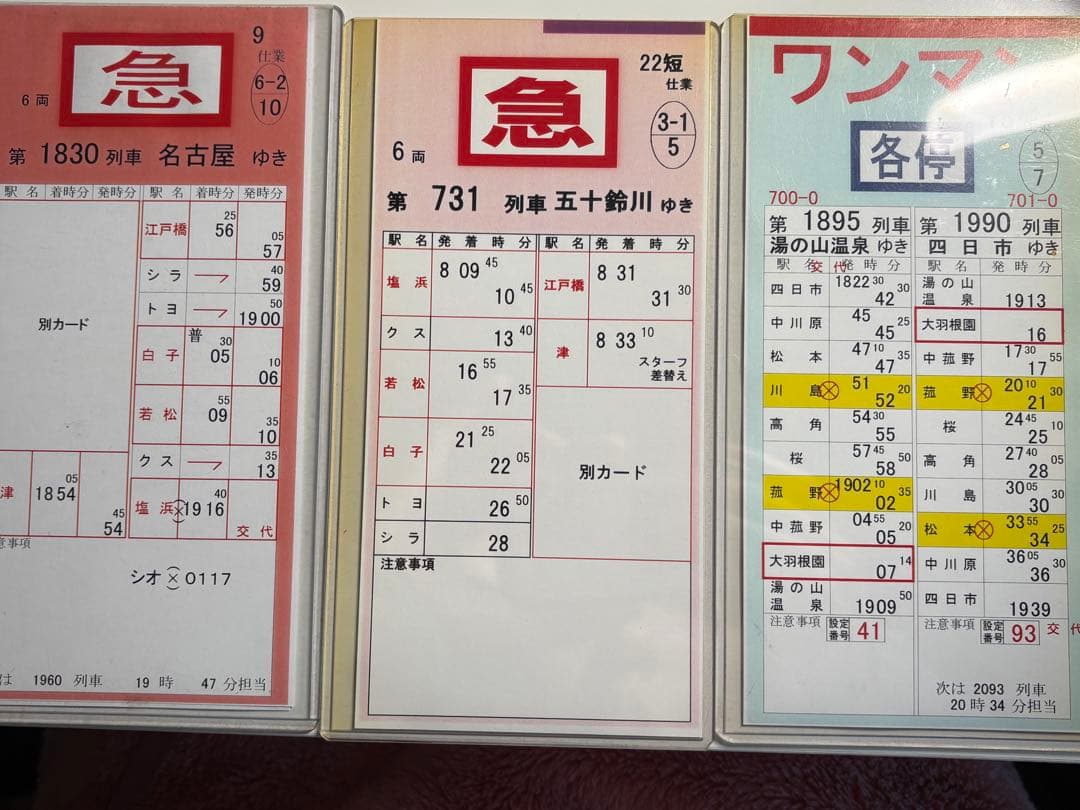 9
仕業
急
6-2
10
6両
第 1830 列車 名古屋 ゆき
駅名 着時分 発時分 駅名 着時分 発時分
江戸橋 56 25 57 05
シラ 59 40
トヨ 1900 50
別カード
白子 普 05 30 06 10
若松 09 55 10 35
クス 13 35
津 1854 05 54 45
塩浜 (×) 1916 40 交代
意事項
シオ(×)0117
は 1960 列車 19時 47分担当
22短
仕業
急
3-1
5
6両
第 731 列車 五十鈴川 ゆき
駅名 発着時分 駅名 発着時分
塩浜 8 09 45 10 45
江戸橋 8 31 31 30
クス 13 40
津 8 33 10
スターフ
差替え
若松 16 55 17 35
白子 21 25 22 05
別カード
トヨ 26 50
シラ 28
注意事項
ワンマ
各停
5
7
700-0 701-0
第 1895 列車 第 1990 列車
湯の山温泉 ゆき 四日市 ゆき
駅名 交代 発時分 駅名 発時分
四日市 1822 30 42 30
湯の山温泉 1913
中川原 45 45 25
大羽根園 16
松本 47 10 47 35
中菰野 17 30 17 55
川島 51 52 20
菰野 20 10 21 30
高角 54 30 55
桜 24 45 25 10
桜 57 45 58 50
高角 27 40 28 05
菰野 1902 10 02 35
川島 30 05 30 30
中菰野 04 55 05 20
松本 33 55 34 25
大羽根園 07 14
中川原 36 05 36 30
湯の山温泉 1909 50
四日市 1939
注意事項 設定番号 41
注意事項 設定番号 93 交代
次は 2093 列車
20時34分担当